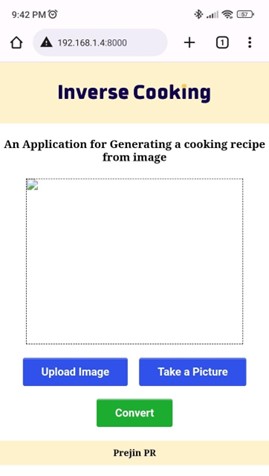 9:42 PM
192.168.1.4:8000
1
Inverse Cooking
An Application for Generating a cooking recipe
from image
Upload Image
Take a Picture
Convert
Prejin PR